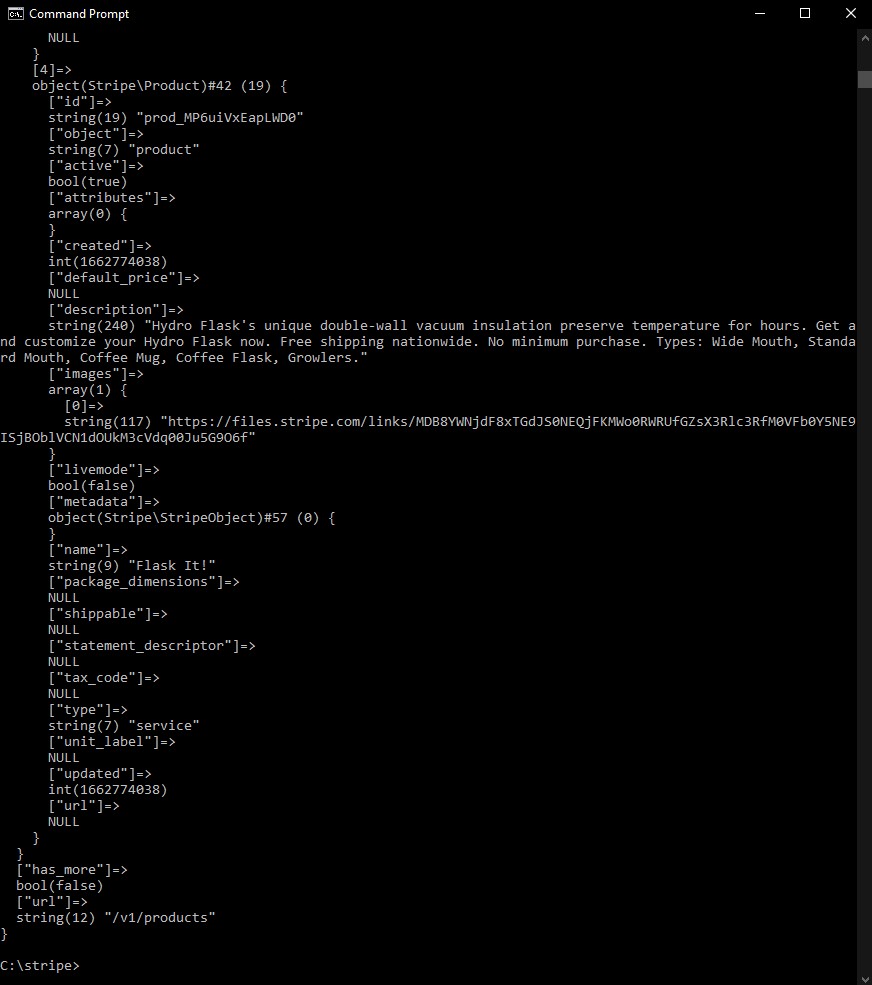 Command Prompt
NULL
}
[4]=>
object(Stripe\Product)#42 (19) {
["id"]=>
string(19) "prod_MP6uiVxEapLWD0"
["object"]=>
string(7) "product"
["active"]=>
bool(true)
["attributes"]=>
array(0) {
}
["created"]=>
int(1662774038)
["default_price"]=>
NULL
["description"]=>
string(240) "Hydro Flask's unique double-wall vacuum insulation preserve temperature for hours. Get a
nd customize your Hydro Flask now. Free shipping nationwide. No minimum purchase. Types: Wide Mouth, Standa
rd Mouth, Coffee Mug, Coffee Flask, Growlers."
["images"]=>
array(1) {
[0]=>
string(117) "https://files.stripe.com/links/MDB8YWNjdF8xTGdJS0NEQjFKMWo0RWRUfGZsX3Rlc3RfM0VFb0Y5NE9
ISjBOblVCN1dOUkM3cVdq00Ju5G9O6f"
}
["livemode"]=>
bool(false)
["metadata"]=>
object(Stripe\StripeObject)#57 (0) {
}
["name"]=>
string(9) "Flask It!"
["package_dimensions"]=>
NULL
["shippable"]=>
NULL
["statement_descriptor"]=>
NULL
["tax_code"]=>
NULL
["type"]=>
string(7) "service"
["unit_label"]=>
NULL
["updated"]=>
int(1662774038)
["url"]=>
NULL
}
}
["has_more"]=>
bool(false)
["url"]=>
string(12) "/v1/products"
}
C:\stripe>